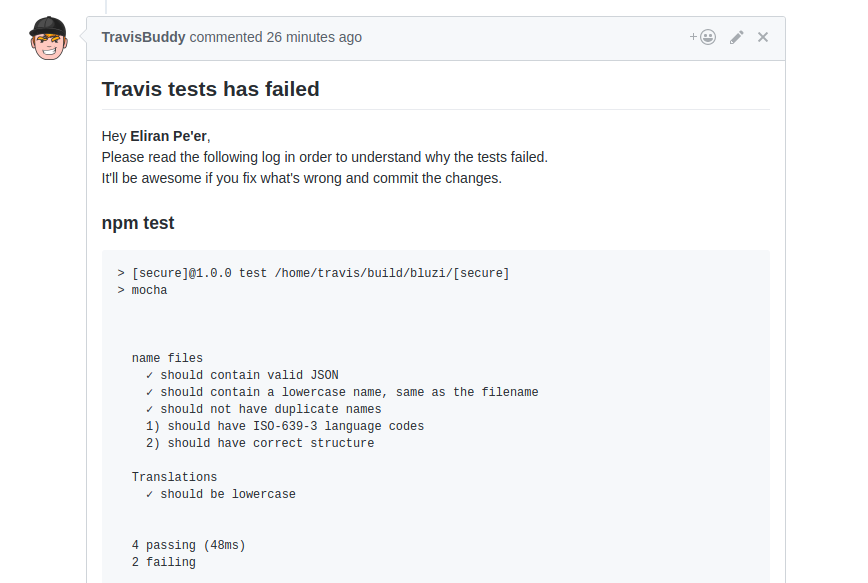 TravisBuddy commented 26 minutes ago
Travis tests has failed
Hey Eliran Pe'er,
Please read the following log in order to understand why the tests failed.
It'll be awesome if you fix what's wrong and commit the changes.
npm test
> [secure]@1.0.0 test /home/travis/build/bluzi/[secure]
> mocha
name files
✓ should contain valid JSON
✓ should contain a lowercase name, same as the filename
✓ should not have duplicate names
1) should have ISO-639-3 language codes
2) should have correct structure
Translations
✓ should be lowercase
4 passing (48ms)
2 failing